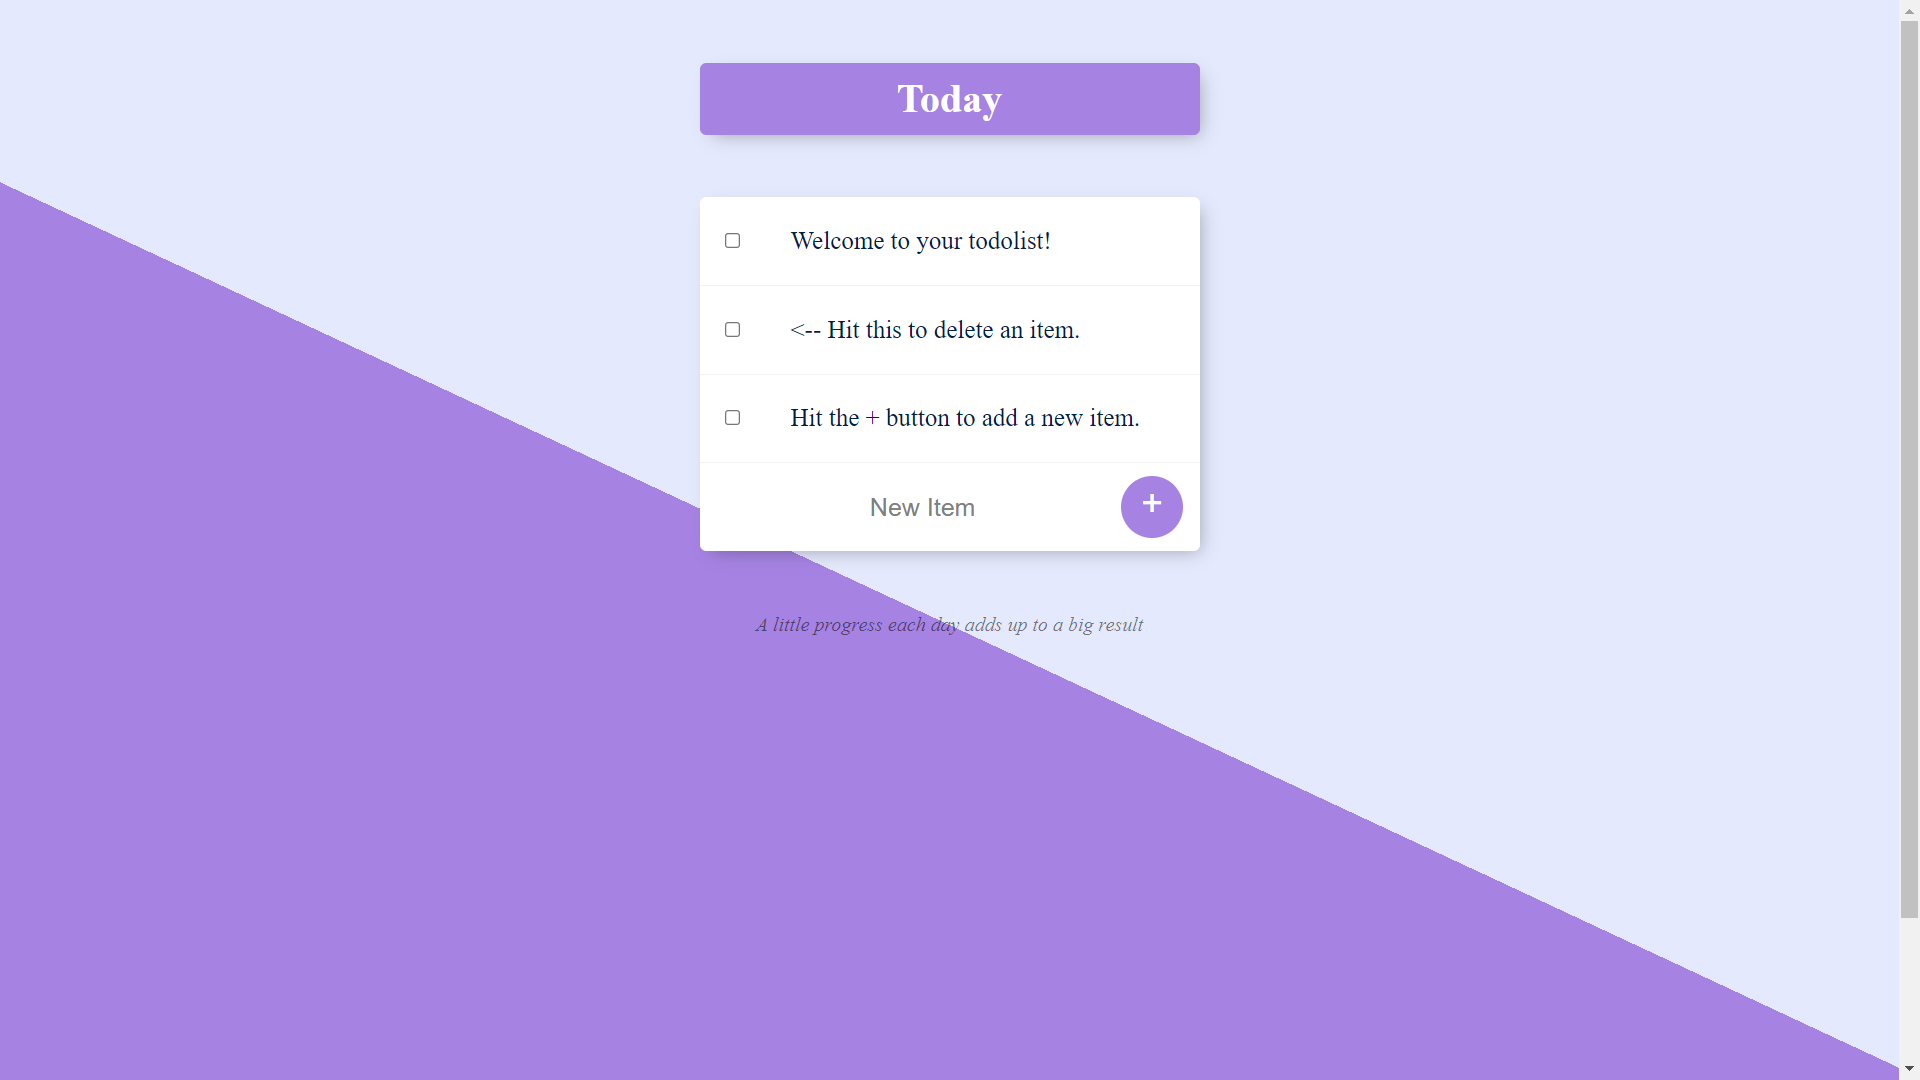 Today
Welcome to your todolist!
<-- Hit this to delete an item.
Hit the + button to add a new item.
New Item
+
A little progress each day adds up to a big result